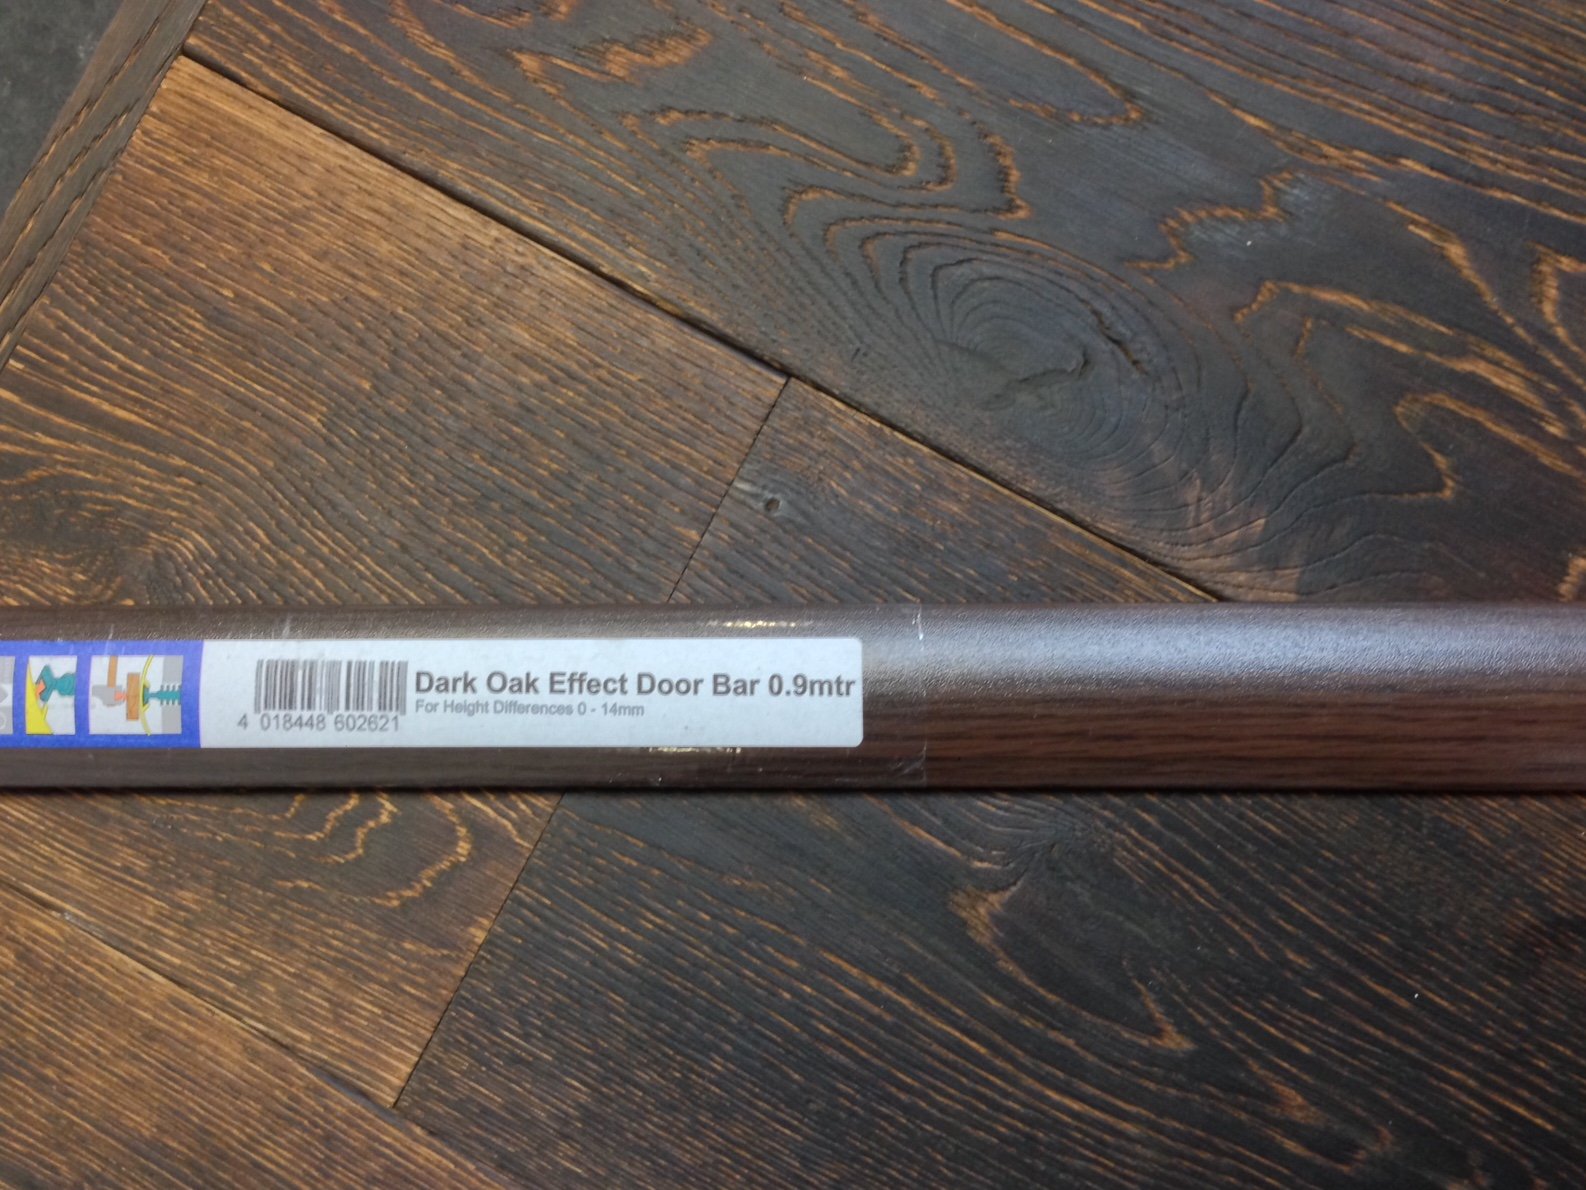 Dark Oak Effect Door Bar 0.9mtr
For Height Differences 0 - 14mm
4 018448 602621